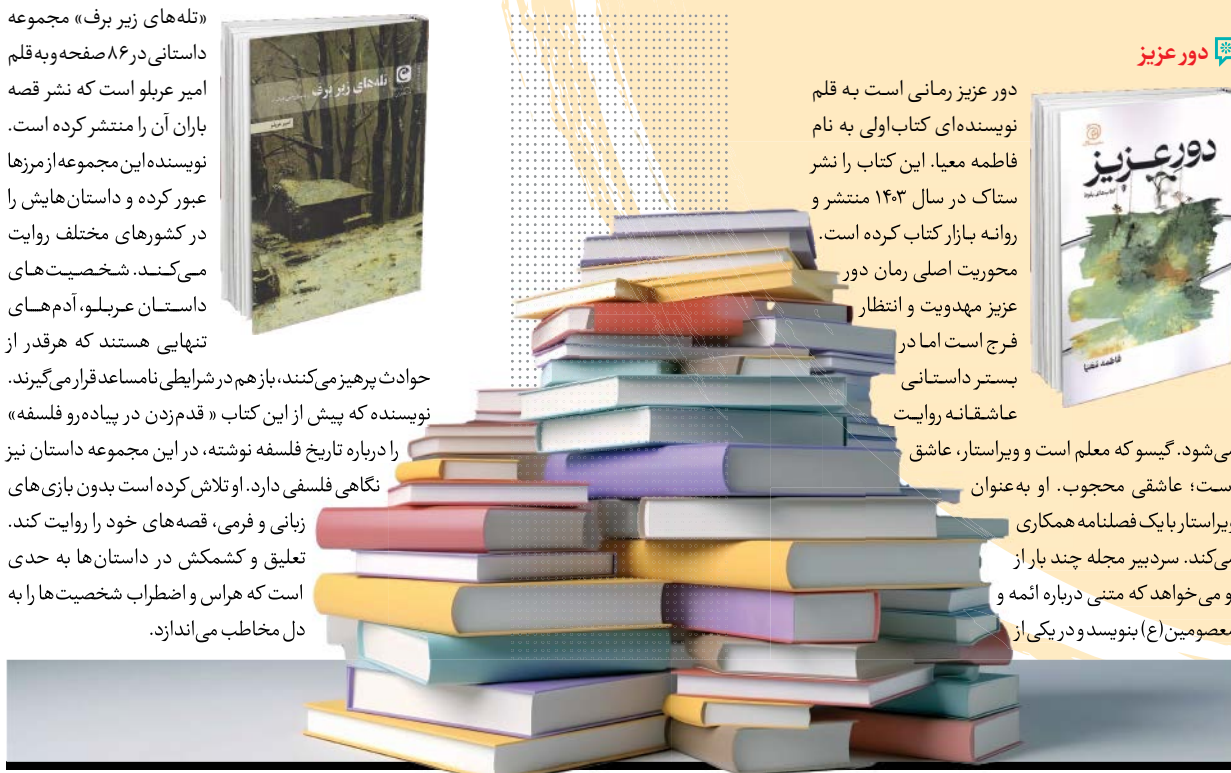 دور عزیز
دور عزیز رمانی است به قلم
نویسنده‌ای کتاب‌اولی به نام
فاطمه معیا. این کتاب را نشر
ستاک در سال ۱۴۰۳ منتشر و
روانه بازار کتاب کرده است.
محوریت اصلی رمان دور
عزیز مهدویت و انتظار
فرج است اما در
بستر داستانی
عاشقانه روایت
می‌شود. گیسو که معلم است و ویراستار، عاشق
است؛ عاشقی محجوب. او به‌عنوان
ویراستار با یک فصلنامه همکاری
می‌کند. سردبیر مجله چند بار از
او می‌خواهد که متنی درباره ائمه و
معصومین(ع) بنویسد و در یکی از
دور عزیز
فاطمه معیا
«تله‌های زیر برف» مجموعه
داستانی در ۸۶ صفحه و به قلم
امیر عربلو است که نشر قصه
باران آن را منتشر کرده است.
نویسنده این مجموعه از مرزها
عبور کرده و داستان‌هایش را
در کشورهای مختلف روایت
می‌کند. شخصیت‌های
داستان عربلو، آدم‌های
تنهایی هستند که هرقدر از
حوادث پرهیز می‌کنند، باز هم در شرایطی نامساعد قرار می‌گیرند.
نویسنده که پیش از این کتاب « قدم‌زدن در پیاده‌رو فلسفه»
را درباره تاریخ فلسفه نوشته، در این مجموعه داستان نیز
نگاهی فلسفی دارد. او تلاش کرده است بدون بازی‌های
زبانی و فرمی، قصه‌های خود را روایت کند.
تعلیق و کشمکش در داستان‌ها به حدی
است که هراس و اضطراب شخصیت‌ها را به
دل مخاطب می‌اندازد.
تله‌های زیر برف
امیر عربلو